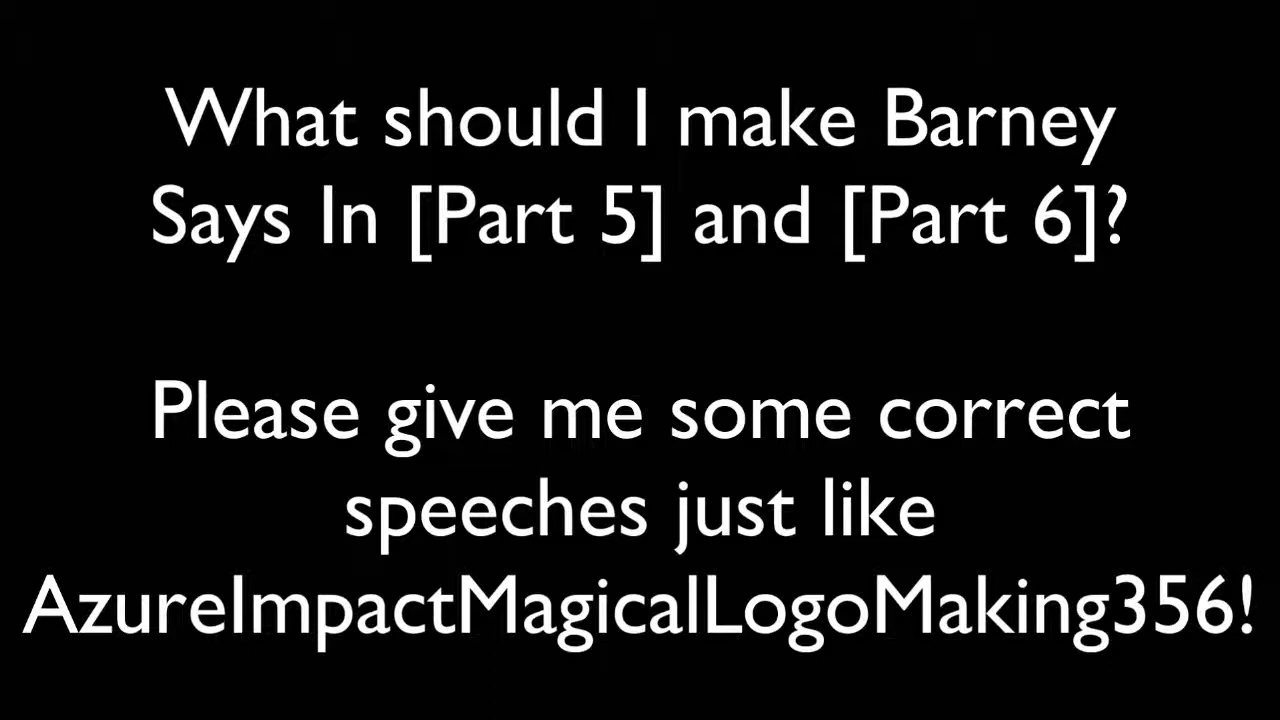 What should I make Barney
Says In [Part 5] and [Part 6]?
Please give me some correct
speeches just like
AzureImpactMagicalLogoMaking356!